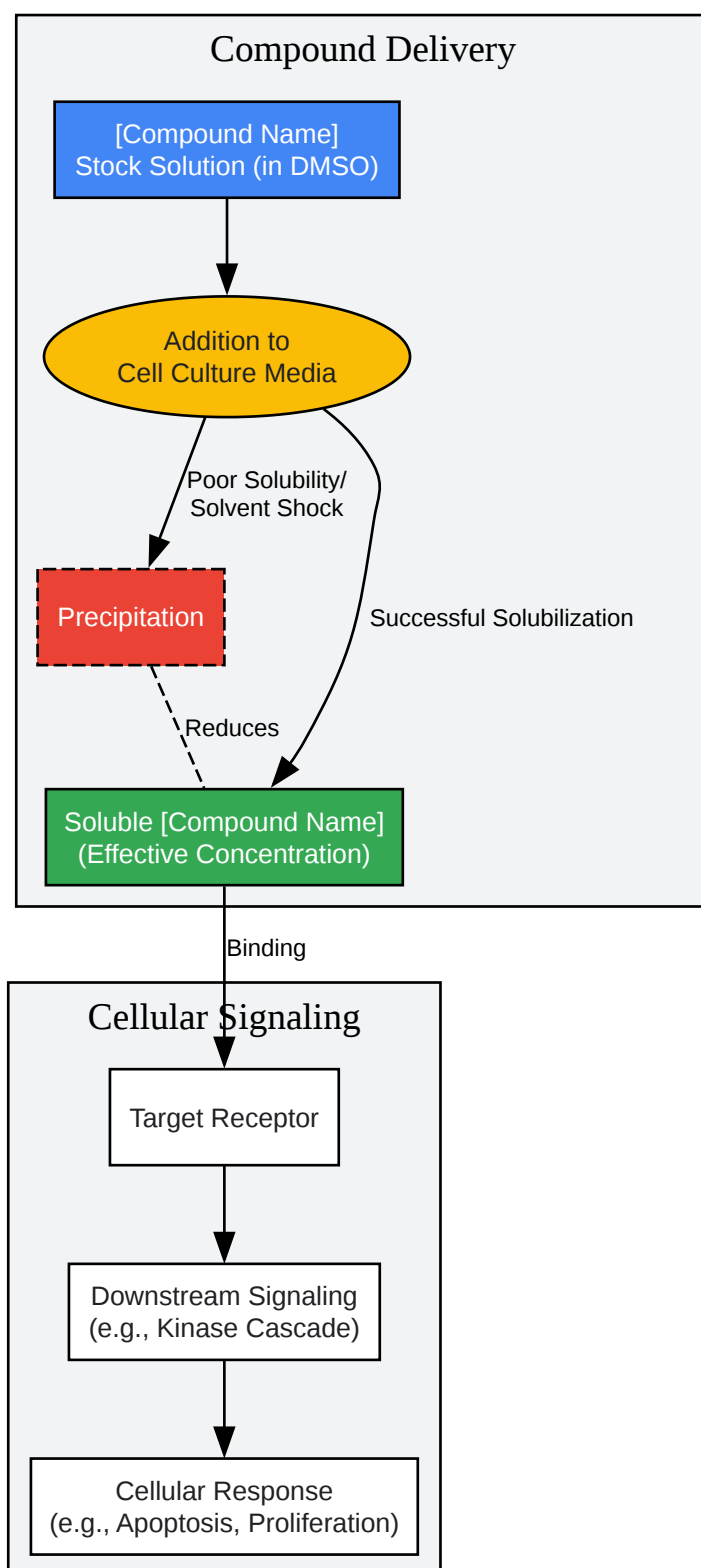 Compound Delivery
[Compound Name]
Stock Solution (in DMSO)
Addition to
Cell Culture Media
Poor Solubility/
Solvent Shock
Precipitation
Successful Solubilization
Reduces
Soluble [Compound Name]
(Effective Concentration)
Binding
Cellular Signaling
Target Receptor
Downstream Signaling
(e.g., Kinase Cascade)
Cellular Response
(e.g., Apoptosis, Proliferation)